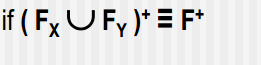 if ( F_X ∪ F_Y )⁺ ≡ F⁺